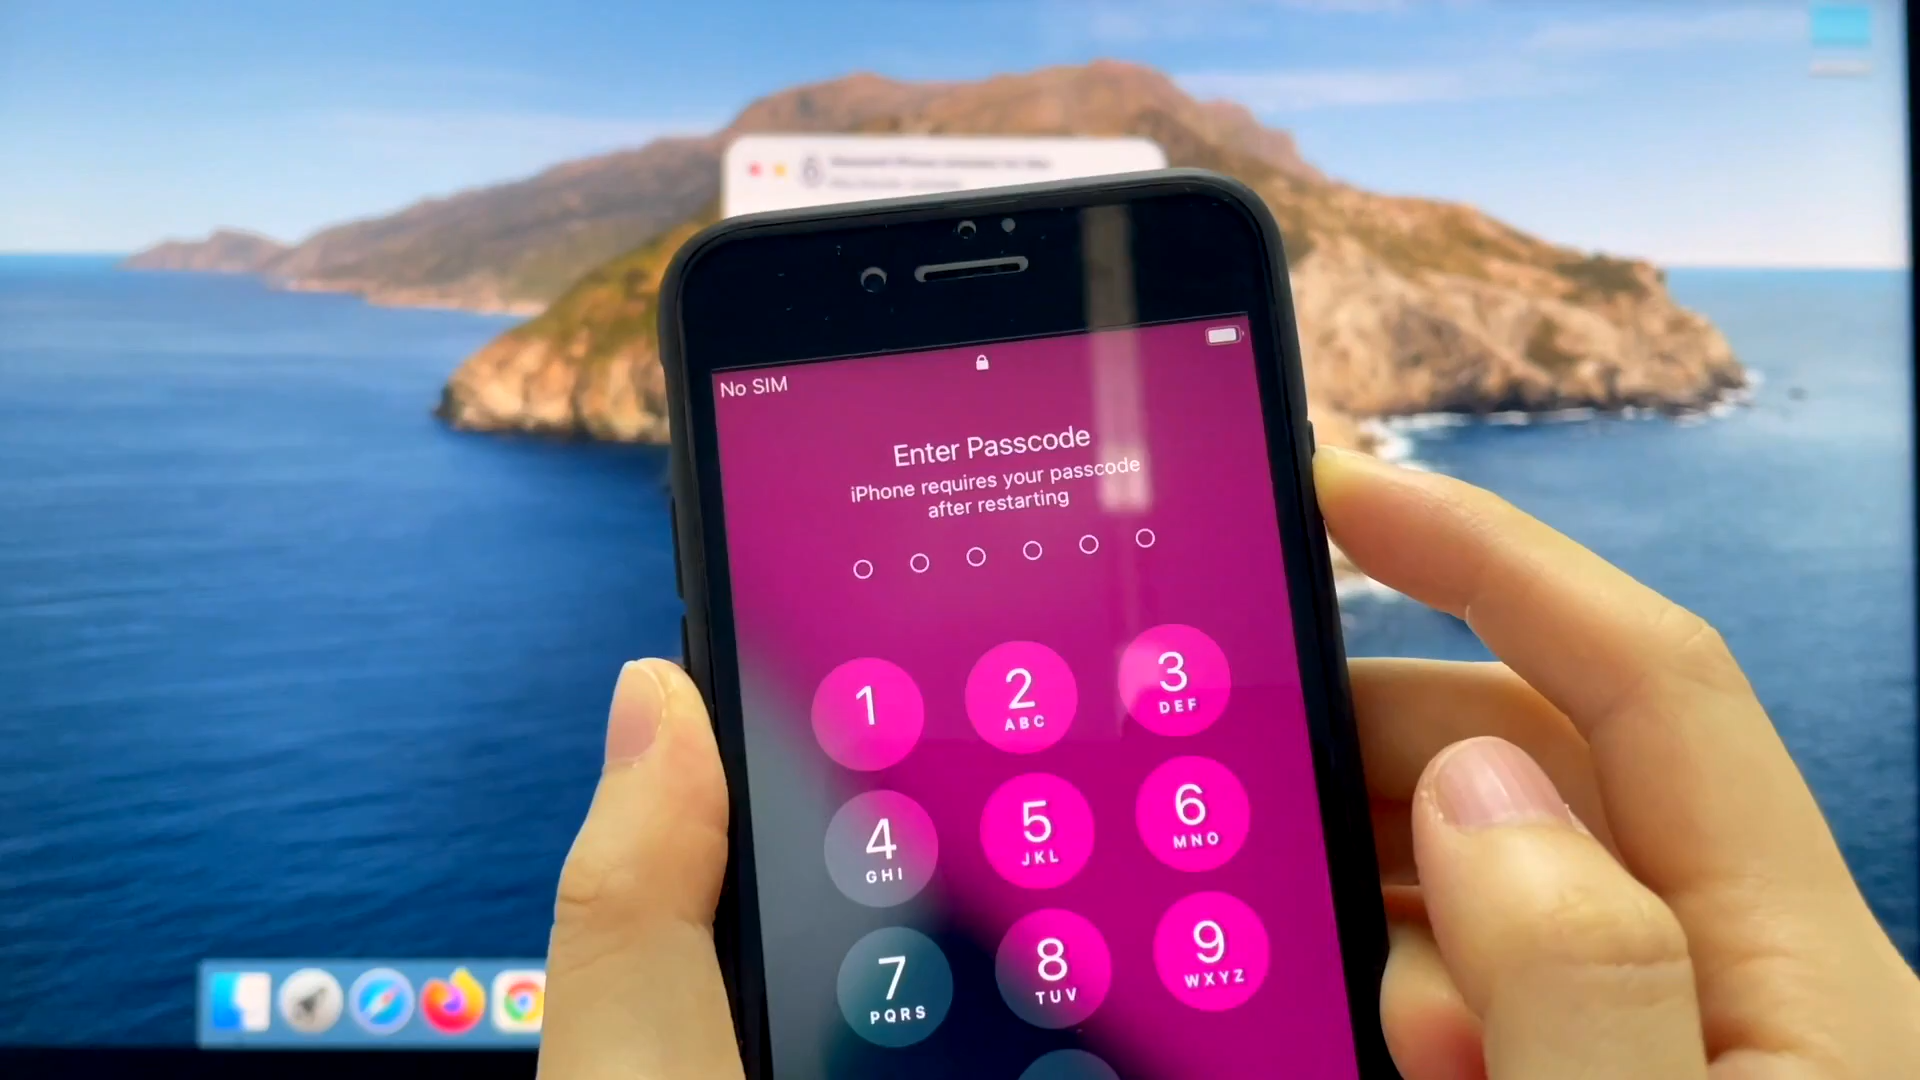 No SIM
Enter Passcode
iPhone requires your passcode
after restarting
1
2
ABC
3
DEF
4
GHI
5
JKL
6
MNO
7
PQRS
8
TUV
9
WXYZ